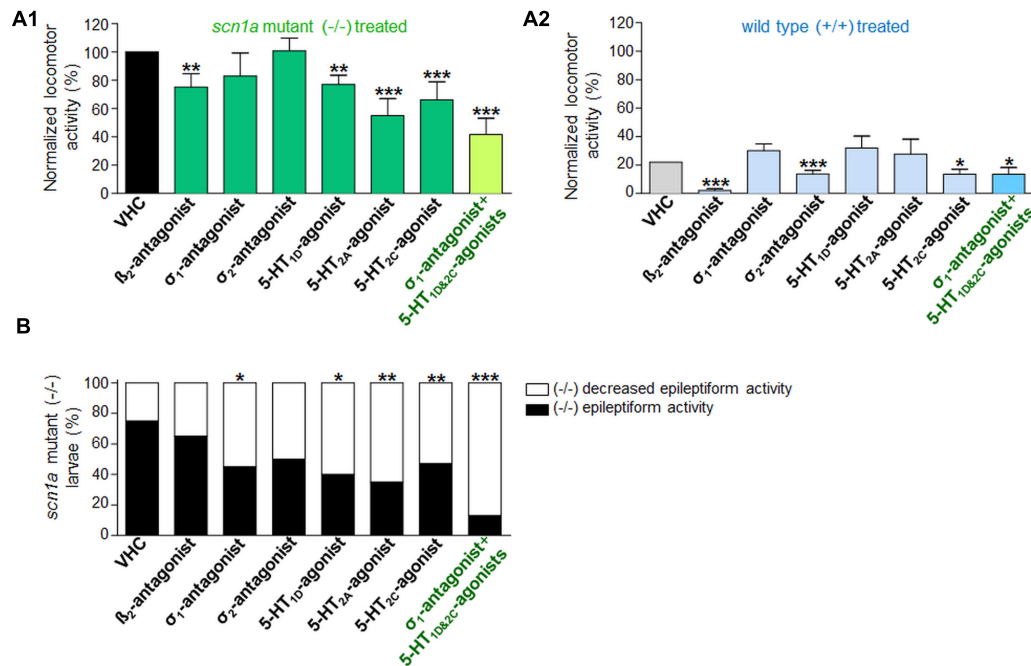 A1
scn1a mutant (-/-) treated
Normalized locomotor
activity (%)
120
100
80
60
40
20
0
**
**
***
***
***
VHC
ß2-antagonist
σ1-antagonist
σ2-antagonist
5-HT1D-agonist
5-HT2A-agonist
5-HT2C-agonist
σ1-antagonist+
5-HT1D&2C-agonists
A2
wild type (+/+) treated
Normalized locomotor
activity (%)
120
100
80
60
40
20
0
***
***
*
*
VHC
ß2-antagonist
σ1-antagonist
σ2-antagonist
5-HT1D-agonist
5-HT2A-agonist
5-HT2C-agonist
σ1-antagonist+
5-HT1D&2C-agonists
B
scn1a mutant (-/-)
larvae (%)
100
80
60
40
20
0
*
*
**
**
***
VHC
ß2-antagonist
σ1-antagonist
σ2-antagonist
5-HT1D-agonist
5-HT2A-agonist
5-HT2C-agonist
σ1-antagonist+
5-HT1D&2C-agonists
(-/-) decreased epileptiform activity
(-/-) epileptiform activity